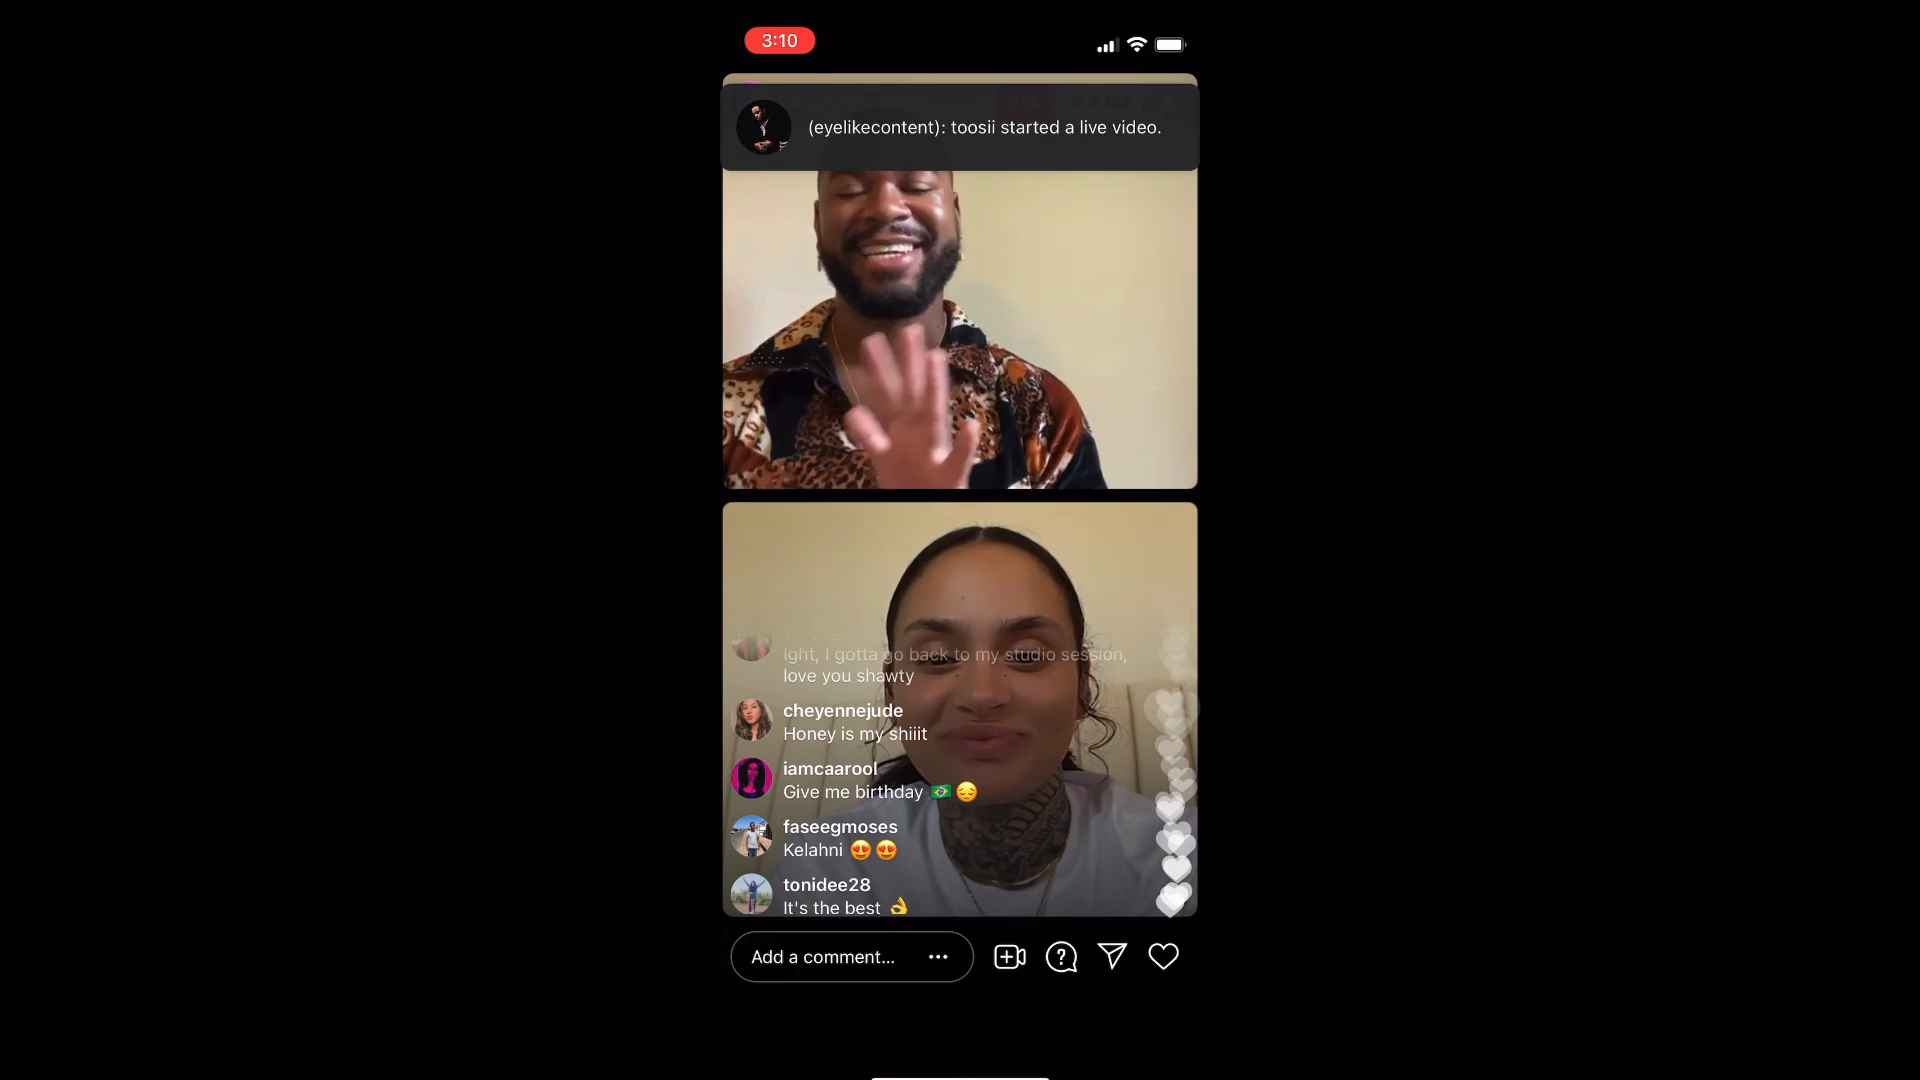 3:10
(eyelikecontent): toosii started a live video.
ight, I gotta go back to my studio session,
love you shawty
cheyennejude
Honey is my shiiit
iamcaarool
Give me birthday 🇧🇷 😔
faseegmoses
Kelahni 😍😍
tonidee28
It's the best 👌
Add a comment...